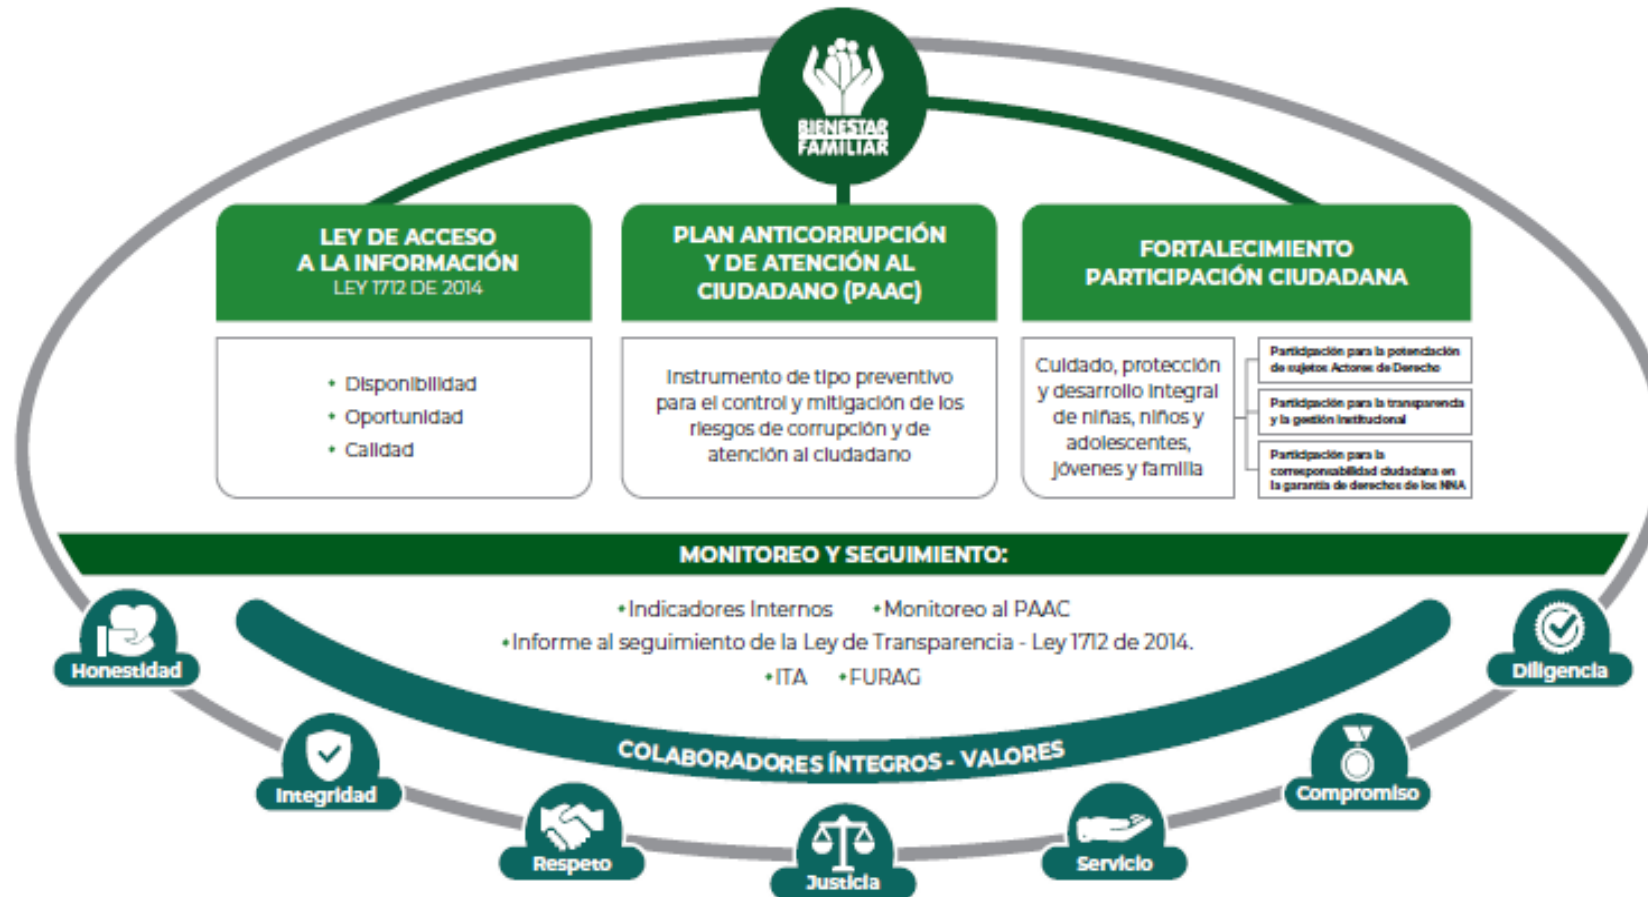 BIENESTAR
FAMILIAR
LEY DE ACCESO
A LA INFORMACIÓN
LEY 1712 DE 2014
• Disponibilidad
• Oportunidad
• Calidad
PLAN ANTICORRUPCIÓN
Y DE ATENCIÓN AL
CIUDADANO (PAAC)
Instrumento de tipo preventivo
para el control y mitigación de los
riesgos de corrupción y de
atención al ciudadano
FORTALECIMIENTO
PARTICIPACIÓN CIUDADANA
Cuidado, protección
y desarrollo integral
de niñas, niños y
adolescentes,
jóvenes y familia
Participación para la potenciación
de sujetos Actores de Derecho
Participación para la transparencia
y la gestión institucional
Participación para la
corresponsabilidad ciudadana en
la garantía de derechos de los NNA
MONITOREO Y SEGUIMIENTO:
•Indicadores Internos •Monitoreo al PAAC
•Informe al seguimiento de la Ley de Transparencia - Ley 1712 de 2014.
•ITA •FURAG
COLABORADORES ÍNTEGROS - VALORES
Honestidad
Integridad
Respeto
Justicia
Servicio
Compromiso
Diligencia